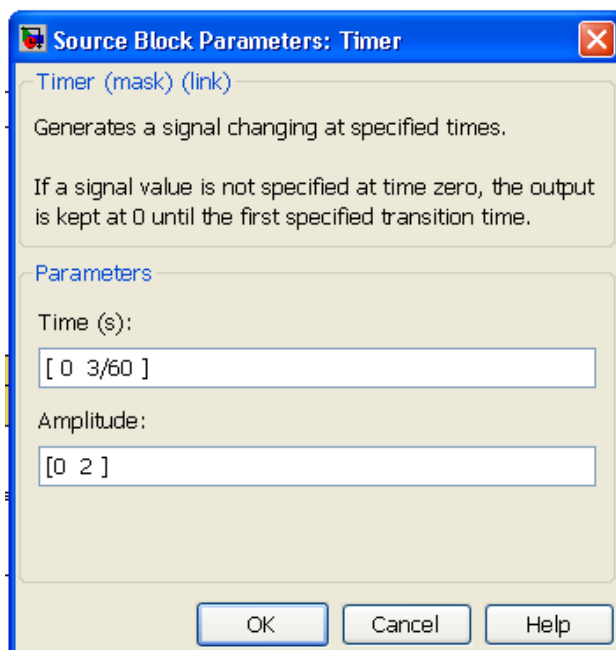 Source Block Parameters: Timer
Timer (mask) (link)
Generates a signal changing at specified times.
If a signal value is not specified at time zero, the output
is kept at 0 until the first specified transition time.
Parameters
Time (s):
[ 0  3/60 ]
Amplitude:
[0  2 ]
OK
Cancel
Help